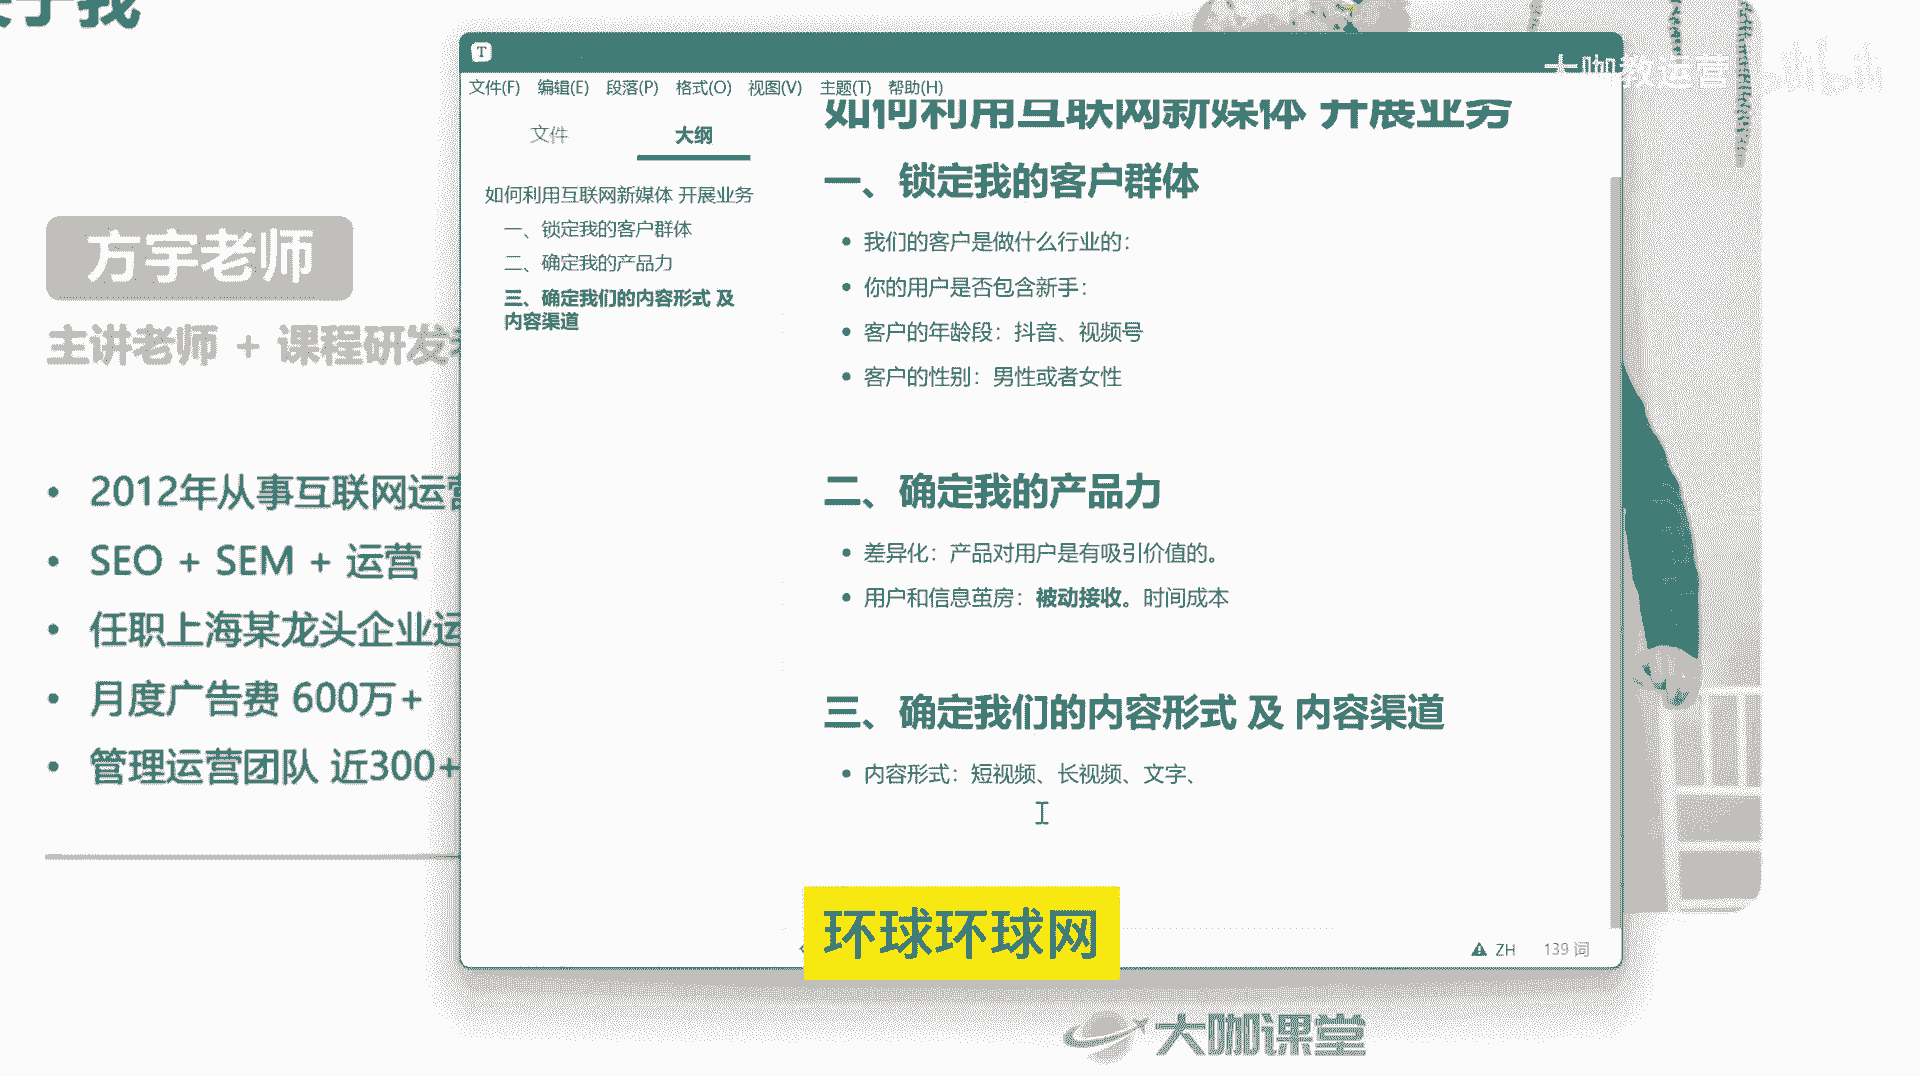 于我
大咖教运营 bilibili
方宇老师
主讲老师 + 课程研发
2012年从事互联网运营
SEO + SEM + 运营
任职上海某龙头企业运
月度广告费 600万+
管理运营团队 近300+
T
文件(F) 编辑(E) 段落(P) 格式(O) 视图(V) 主题(T) 帮助(H)
文件 大纲
如何利用互联网新媒体 开展业务
一、锁定我的客户群体
二、确定我的产品力
三、确定我们的内容形式 及
内容渠道
如何利用互联网新媒体 开展业务
一、锁定我的客户群体
我们的客户是做什么行业的：
你的用户是否包含新手：
客户的年龄段：抖音、视频号
客户的性别：男性或者女性
二、确定我的产品力
差异化：产品对用户是有吸引价值的。
用户和信息茧房：被动接收。时间成本
三、确定我们的内容形式 及 内容渠道
内容形式：短视频、长视频、文字、
环球环球网
ZH 139 词
大咖课堂